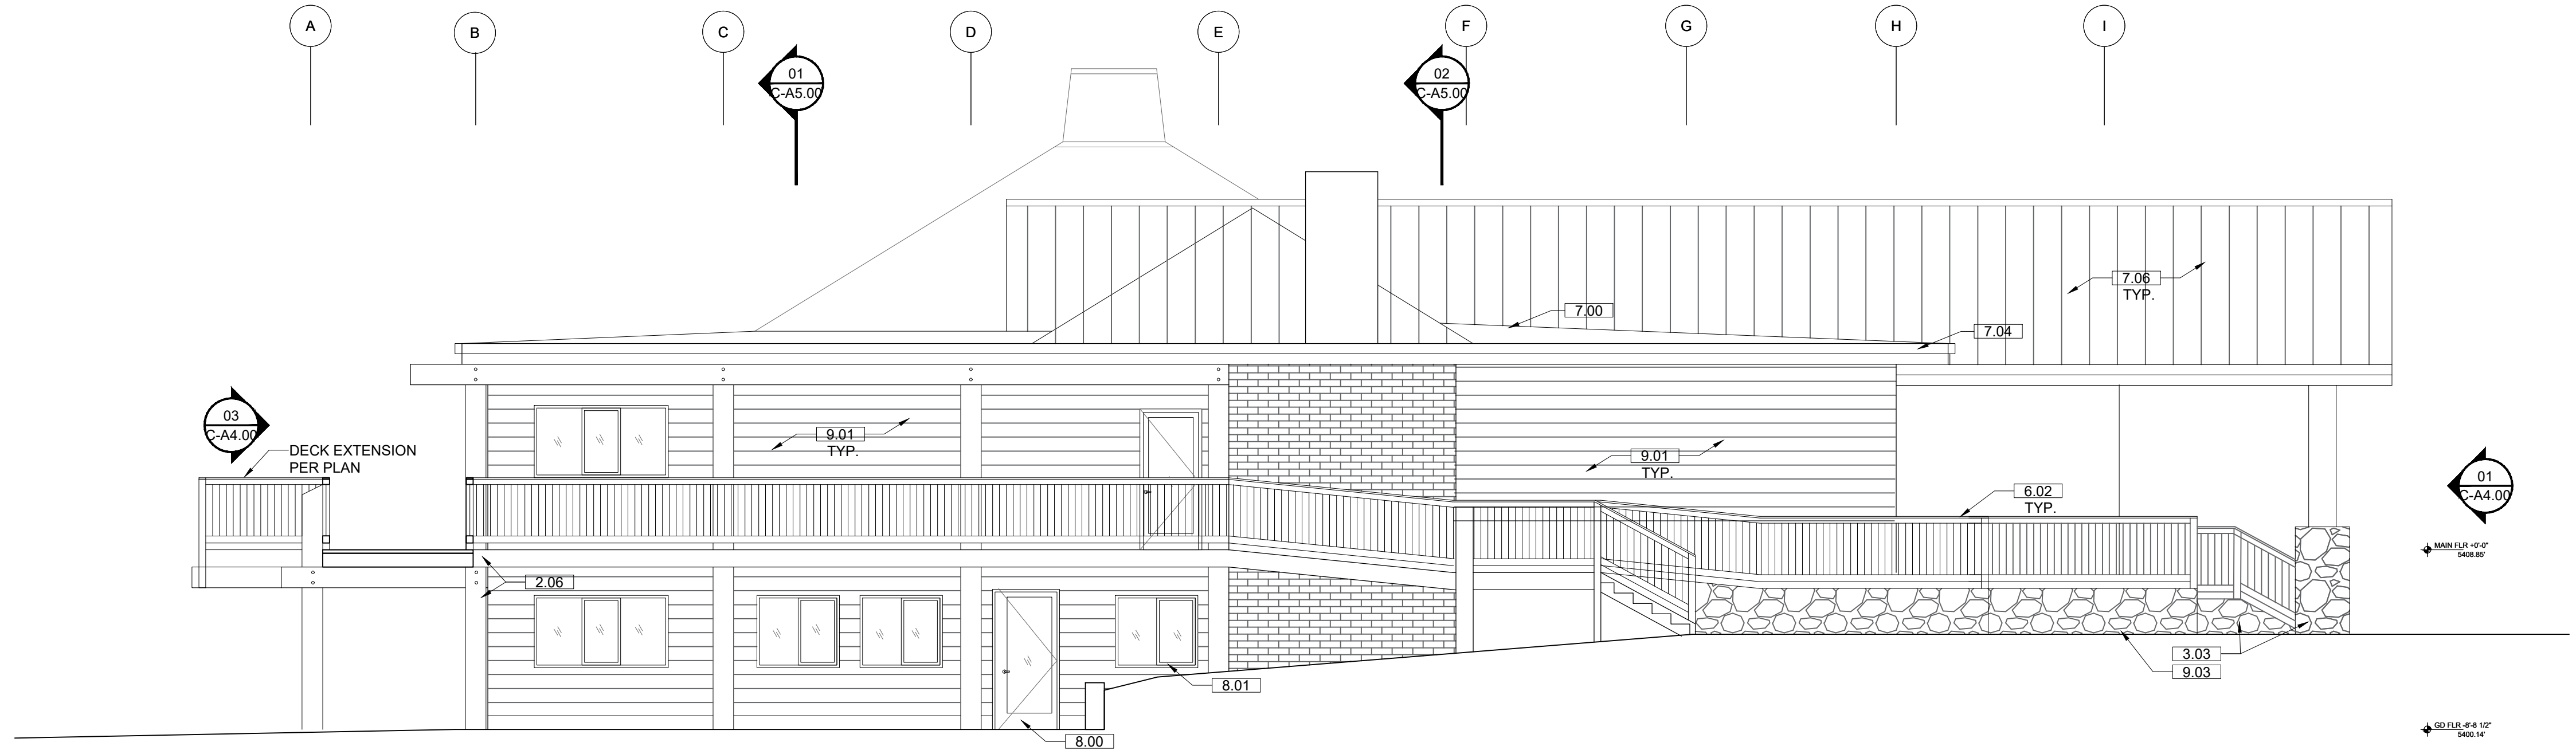 A
B
C
D
E
F
G
H
I
01
C-A5.00
02
C-A5.00
7.06
TYP.
7.00
7.04
03
C-A4.00
DECK EXTENSION
PER PLAN
9.01
TYP.
9.01
TYP.
6.02
TYP.
01
C-A4.00
MAIN FLR +0'-0"
5408.85'
2.06
3.03
9.03
8.01
8.00
GD FLR -8'-8 1/2"
5400.14'